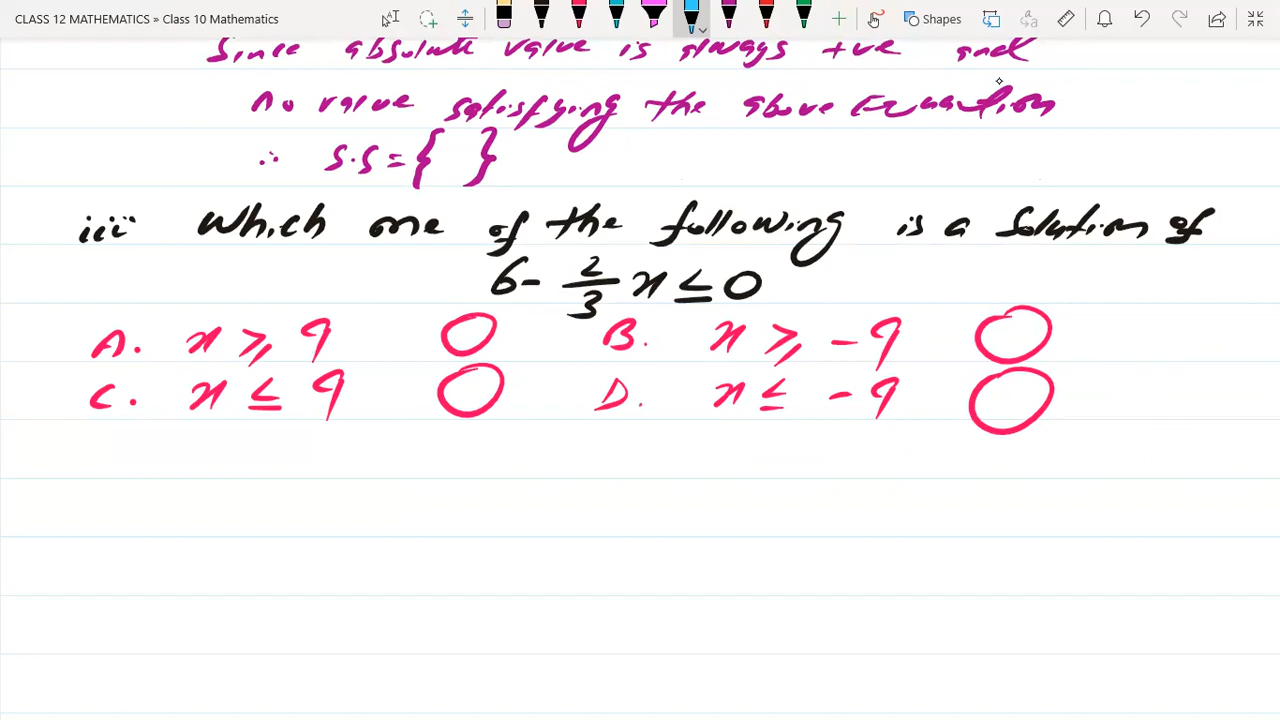 CLASS 12 MATHEMATICS » Class 10 Mathematics
Shapes
Since absolute value is always +ve and
no value satisfying the above Equation
∴ S.S = { }
iii Which one of the following is a solution of
6 - 2/3 x ≤ 0
A. x ≥ 9 B. x ≥ -9
C. x ≤ 9 D. x ≤ -9